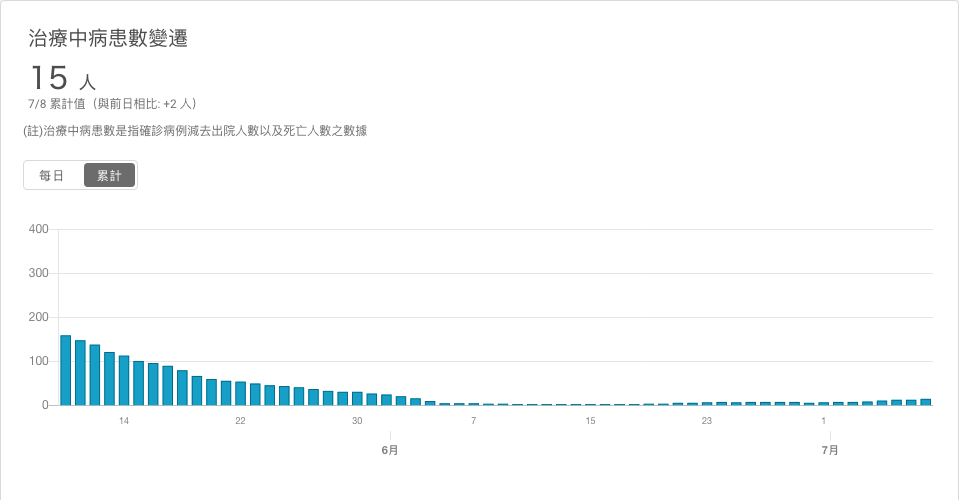 治療中病患數變遷
15 人
7/8 累計值（與前日相比: +2 人）
(註)治療中病患數是指確診病例減去出院人數以及死亡人數之數據
每日 累計
400
300
200
100
0
14 22 30 7 15 23 1
6月 7月